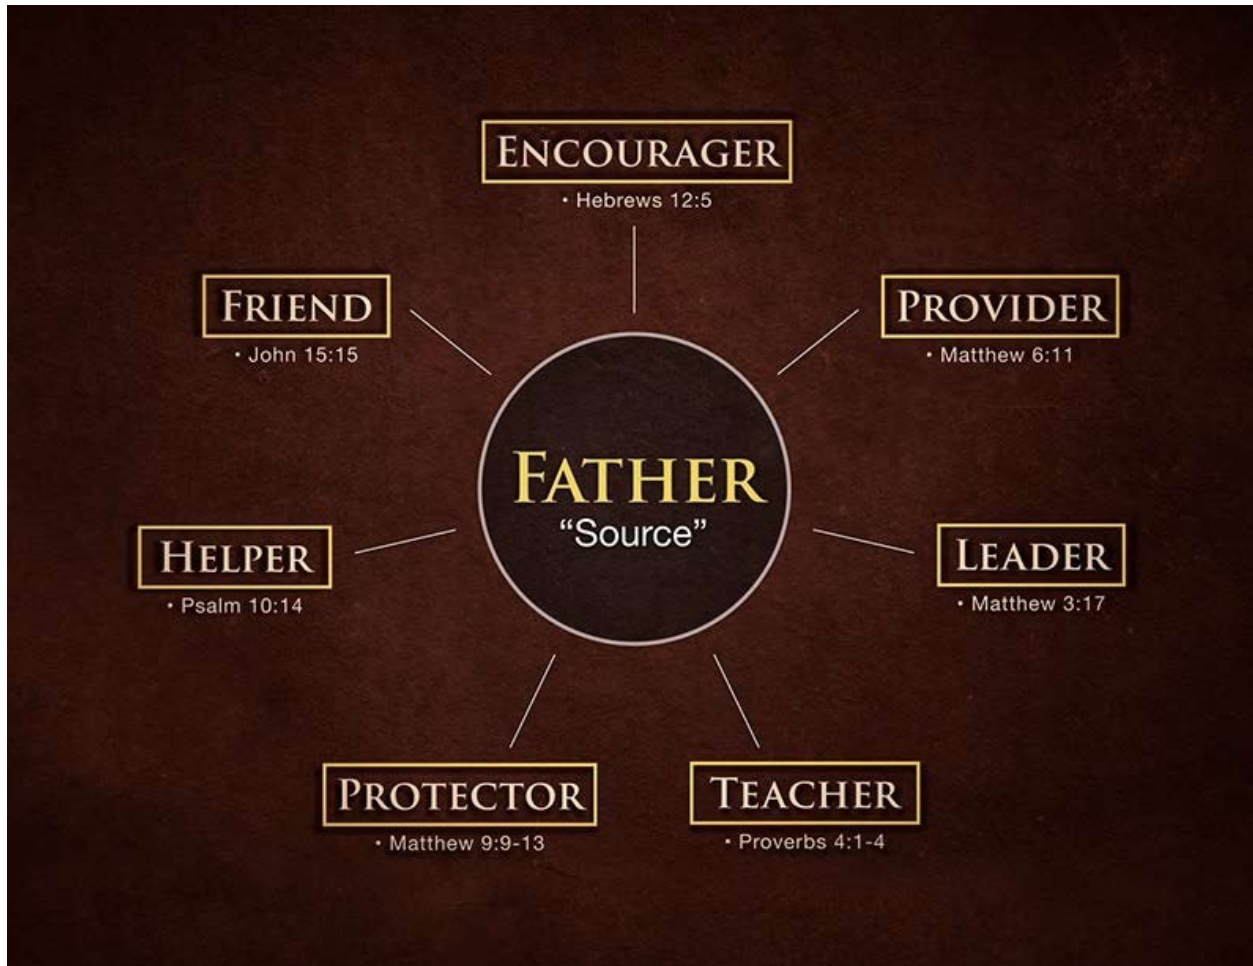 ENCOURAGER
• Hebrews 12:5
FRIEND
• John 15:15
PROVIDER
• Matthew 6:11
FATHER
“Source”
HELPER
• Psalm 10:14
LEADER
• Matthew 3:17
PROTECTOR
• Matthew 9:9-13
TEACHER
• Proverbs 4:1-4